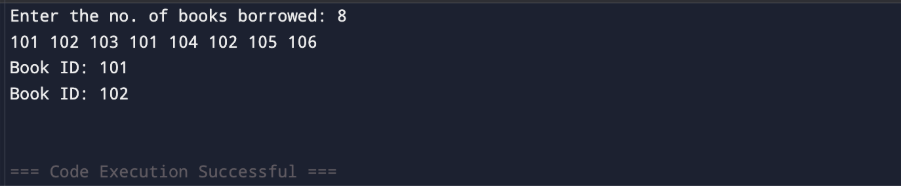 Enter the no. of books borrowed: 8
101 102 103 101 104 102 105 106
Book ID: 101
Book ID: 102
=== Code Execution Successful ===